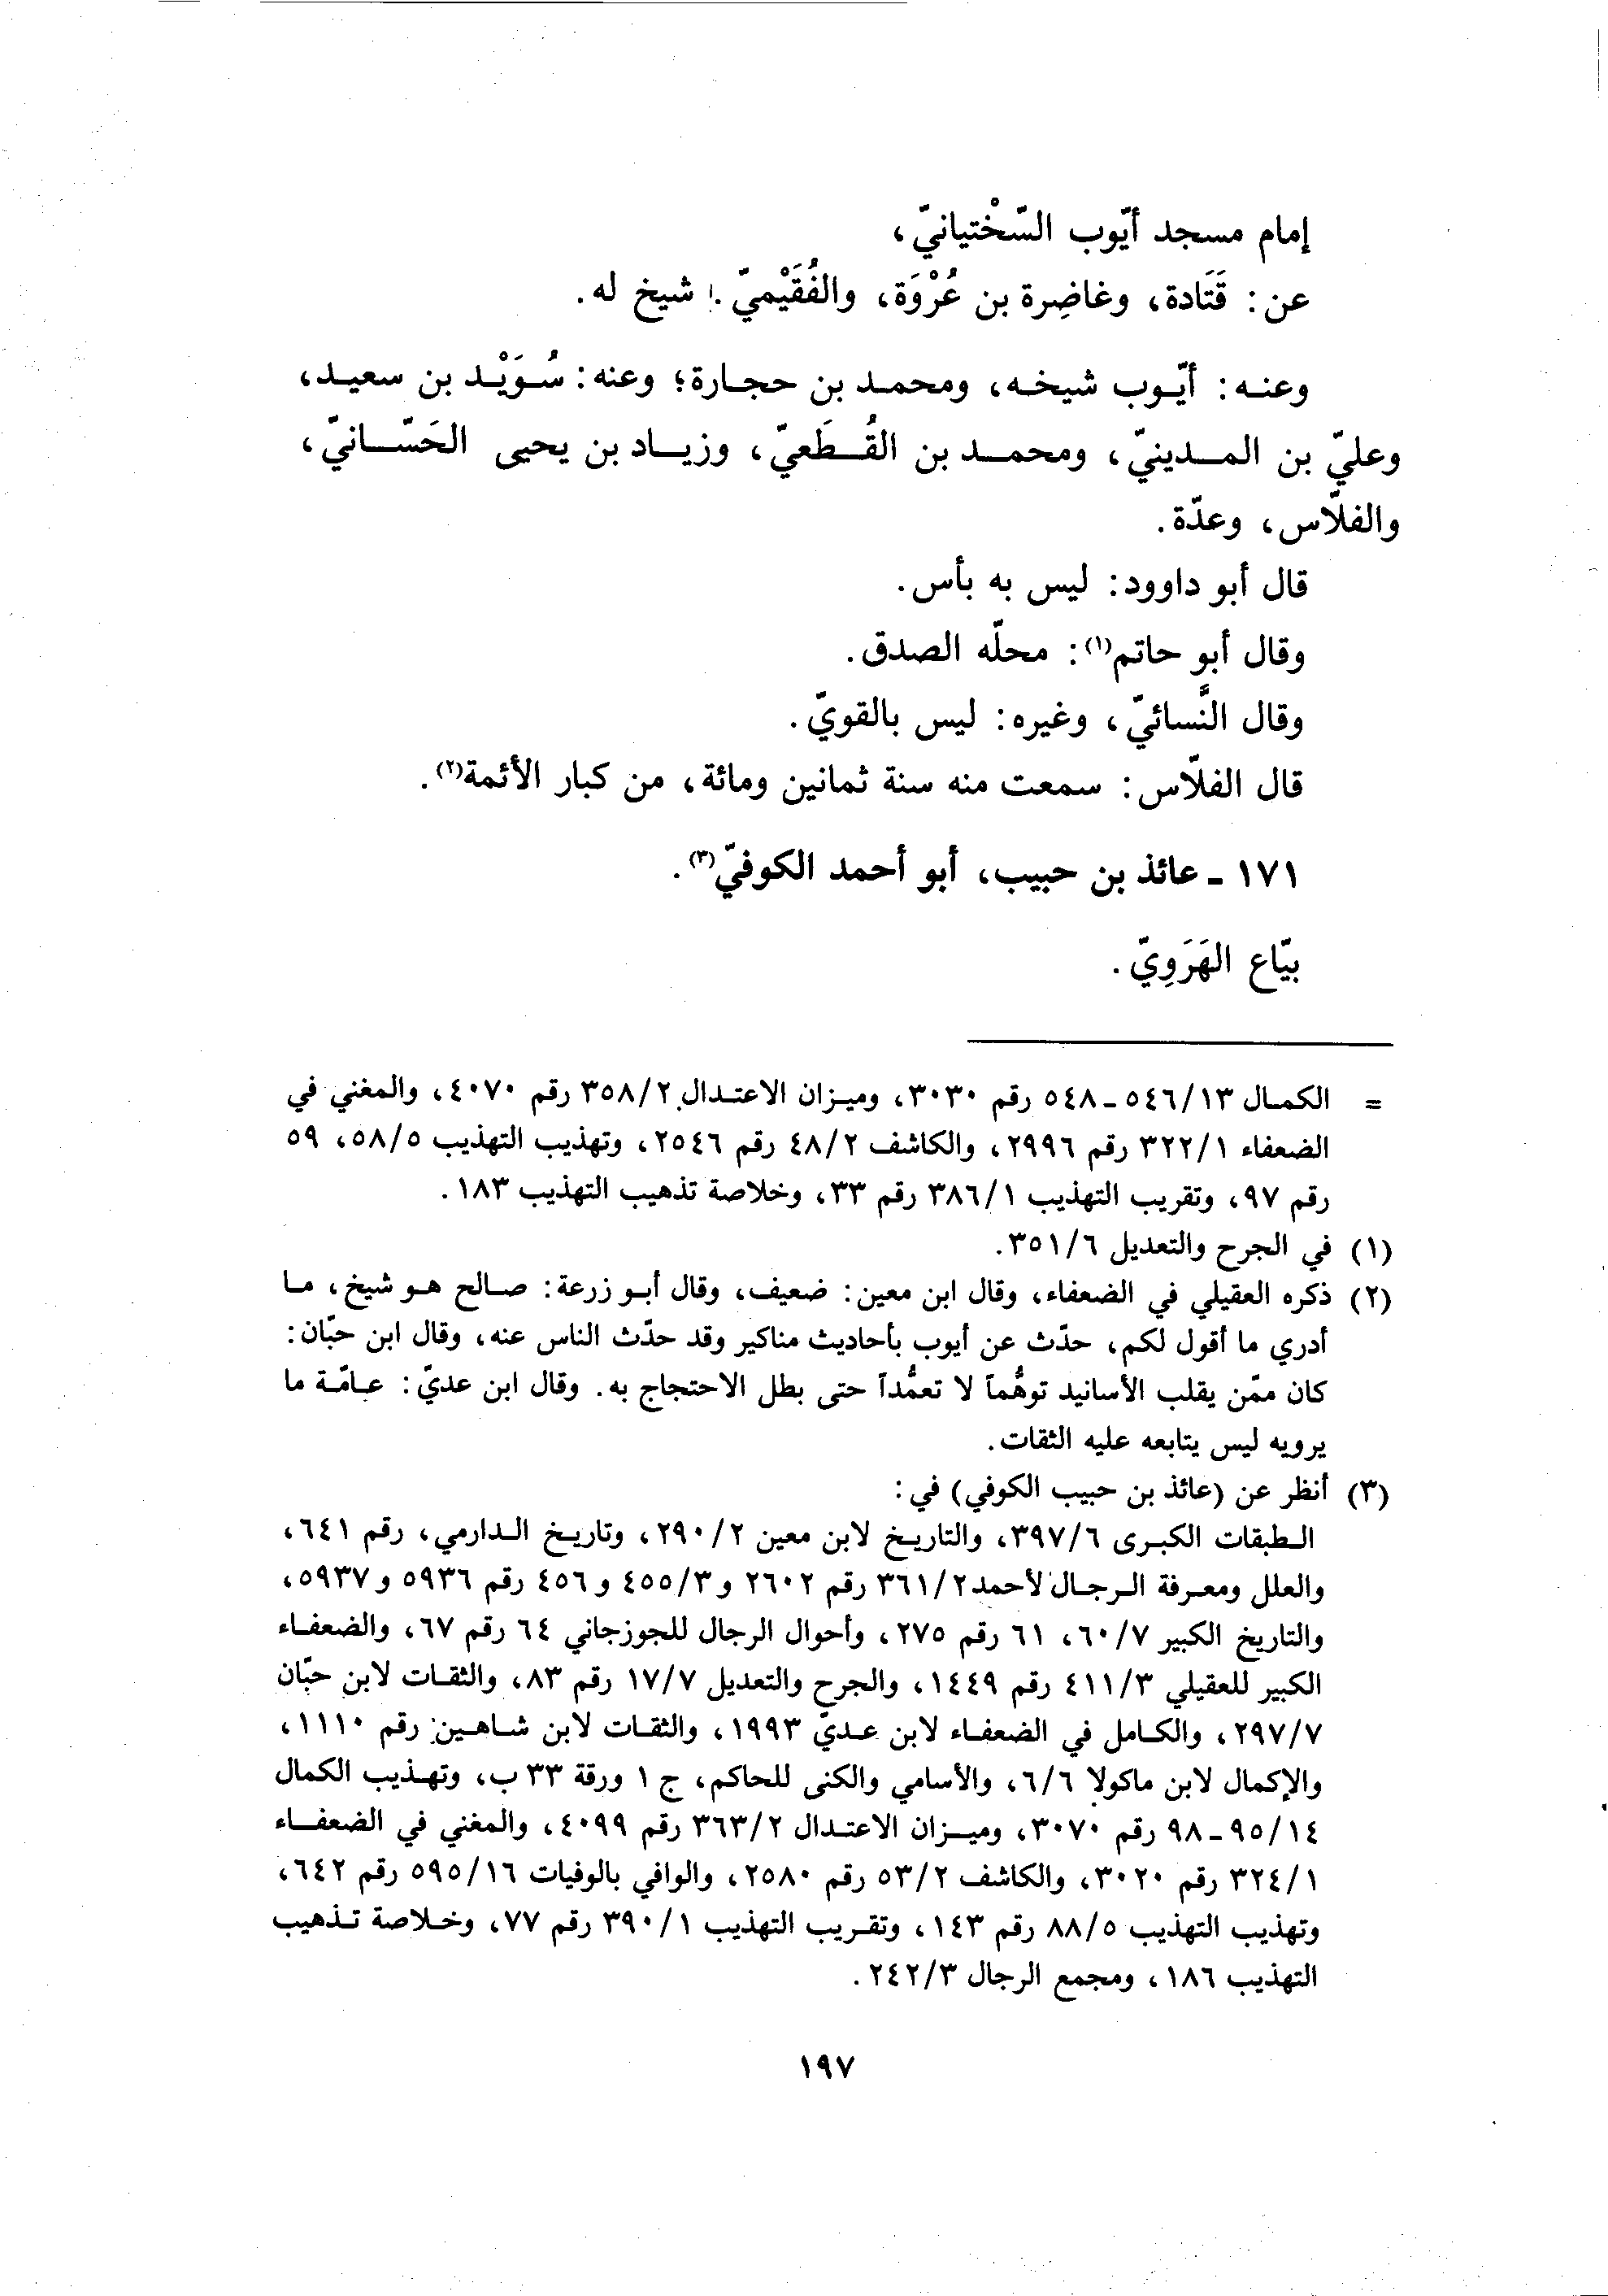 إمام مسجد أيّوب السّخْتيانيّ،
عن: قَتَادة، وغاضِرة بن عُرْوَة، والفُقَيْميّ. شيخ له.
وعنه: أيّوب شيخه، ومحمد بن حجارة؛ وعنه: سُوَيْد بن سعيد،
وعليّ بن المدينيّ، ومحمد بن القُطَعيّ، وزياد بن يحيى الحَسّانيّ،
والفلّاس، وعدّة.
قال أبو داوود: ليس به بأس.
وقال أبو حاتم(١): محلّه الصدق.
وقال النَّسائيّ، وغيره: ليس بالقويّ.
قال الفلّاس: سمعت منه سنة ثمانين ومائة، من كبار الأئمة(٢).
١٧١ ـ عائذ بن حبيب، أبو أحمد الكوفيّ(٣).
بيّاع الهَرَوِيّ.
= الكمال ١٣/ ٥٤٦ ـ ٥٤٨ رقم ٣٠٣٠، وميزان الاعتدال ٢/ ٣٥٨ رقم ٤٠٧٠، والمغني في
الضعفاء ١/ ٣٢٢ رقم ٢٩٩٦، والكاشف ٢/ ٤٨ رقم ٢٥٤٦، وتهذيب التهذيب ٥/ ٥٨، ٥٩
رقم ٩٧، وتقريب التهذيب ١/ ٣٨٦ رقم ٣٣، وخلاصة تذهيب التهذيب ١٨٣.
(١) في الجرح والتعديل ٦/ ٣٥١.
(٢) ذكره العقيلي في الضعفاء، وقال ابن معين: ضعيف، وقال أبو زرعة: صالح هو شيخ، ما
أدري ما أقول لكم، حدّث عن أيوب بأحاديث مناكير وقد حدّث الناس عنه، وقال ابن حبّان:
كان ممّن يقلب الأسانيد توهُّماً لا تعمُّداً حتى بطل الاحتجاج به. وقال ابن عديّ: عامّة ما
يرويه ليس يتابعه عليه الثقات.
(٣) أنظر عن (عائذ بن حبيب الكوفي) في:
الطبقات الكبرى ٦/ ٣٩٧، والتاريخ لابن معين ٢/ ٢٩٠، وتاريخ الدارمي، رقم ٦٤١،
والعلل ومعرفة الرجال لأحمد ٢/ ٣٦١ رقم ٢٦٠٢ و٣/ ٤٥٥ و ٤٥٦ رقم ٥٩٣٦ و ٥٩٣٧،
والتاريخ الكبير ٧/ ٦٠، ٦١ رقم ٢٧٥، وأحوال الرجال للجوزجاني ٦٤ رقم ٦٧، والضعفاء
الكبير للعقيلي ٣/ ٤١١ رقم ١٤٤٩، والجرح والتعديل ٧/ ١٧ رقم ٨٣، والثقات لابن حبّان
٧/ ٢٩٧، والكامل في الضعفاء لابن عديّ ١٩٩٣، والثقات لابن شاهين رقم ١١١٠،
والإكمال لابن ماكولا ٦/ ٦، والأسامي والكنى للحاكم، ج ١ ورقة ٣٣ ب، وتهذيب الكمال
١٤/ ٩٥ ـ ٩٨ رقم ٣٠٧٠، وميزان الاعتدال ٢/ ٣٦٣ رقم ٤٠٩٩، والمغني في الضعفاء
١/ ٣٢٤ رقم ٣٠٢٠، والكاشف ٢/ ٥٣ رقم ٢٥٨٠، والوافي بالوفيات ١٦/ ٥٩٥ رقم ٦٤٢،
وتهذيب التهذيب ٥/ ٨٨ رقم ١٤٣، وتقريب التهذيب ١/ ٣٩٠ رقم ٧٧، وخلاصة تذهيب
التهذيب ١٨٦، ومجمع الرجال ٣/ ٢٤٢.
١٩٧